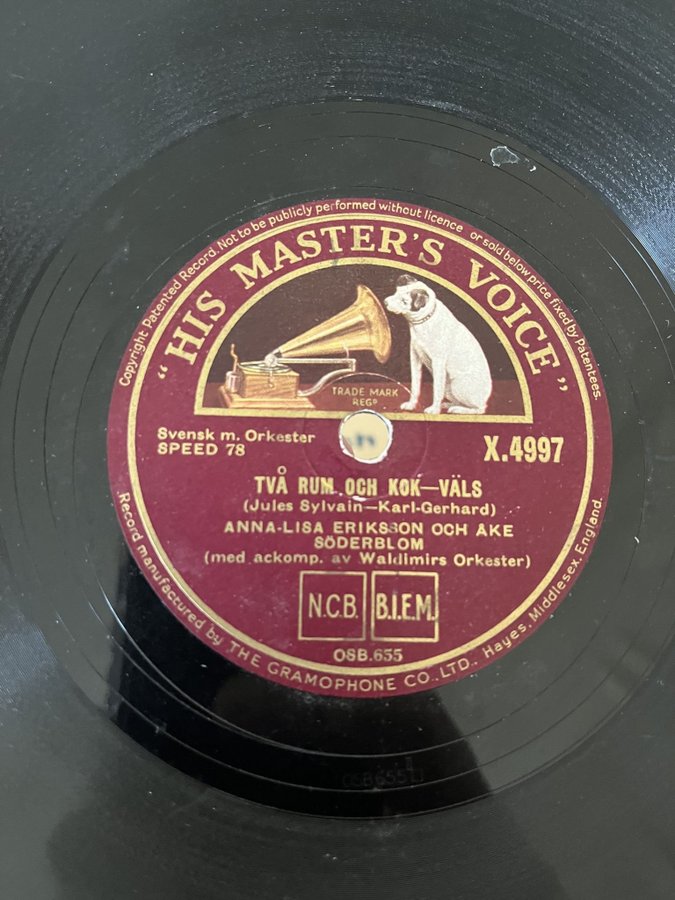 Copyright Patented Record. Not to be publicly performed without licence or sold below price fixed by Patentees.
"HIS MASTER'S VOICE"
TRADE MARK
REGD
Svensk m. Orkester
SPEED 78
X.4997
TVÅ RUM OCH KOK—VÄLS
(Jules Sylvain—Karl-Gerhard)
ANNA-LISA ERIKSSON OCH AKE
SÖDERBLOM
(med ackomp. av Waldimirs Orkester)
N.C.B.
B.I.E.M.
OSB.655
Record manufactured by THE GRAMOPHONE CO., LTD. Hayes, Middlesex, England.